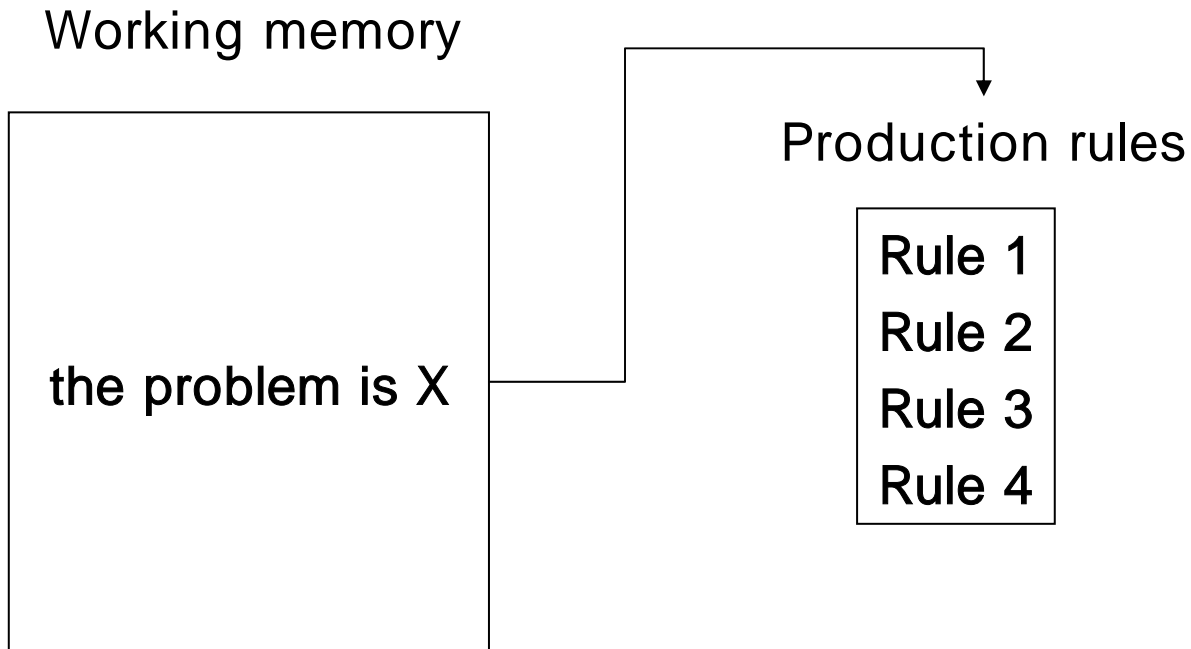 Working memory
the problem is X
Production rules
Rule 1
Rule 2
Rule 3
Rule 4